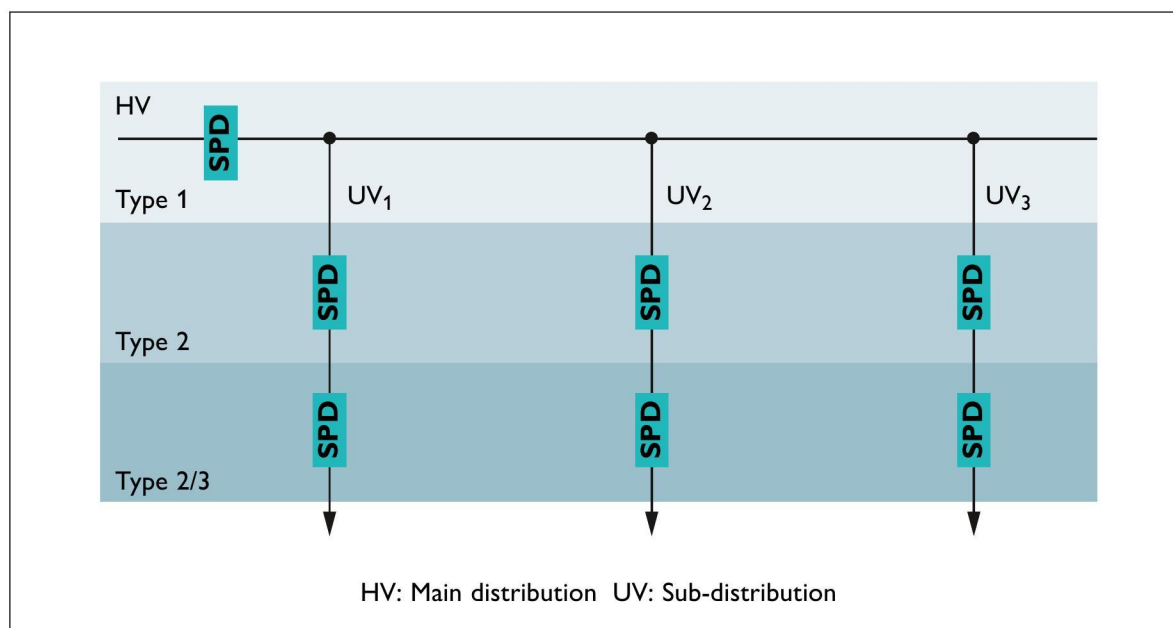 HV
SPD
Type 1
UV₁
UV₂
UV₃
SPD
SPD
SPD
Type 2
SPD
SPD
SPD
Type 2/3
HV: Main distribution UV: Sub-distribution